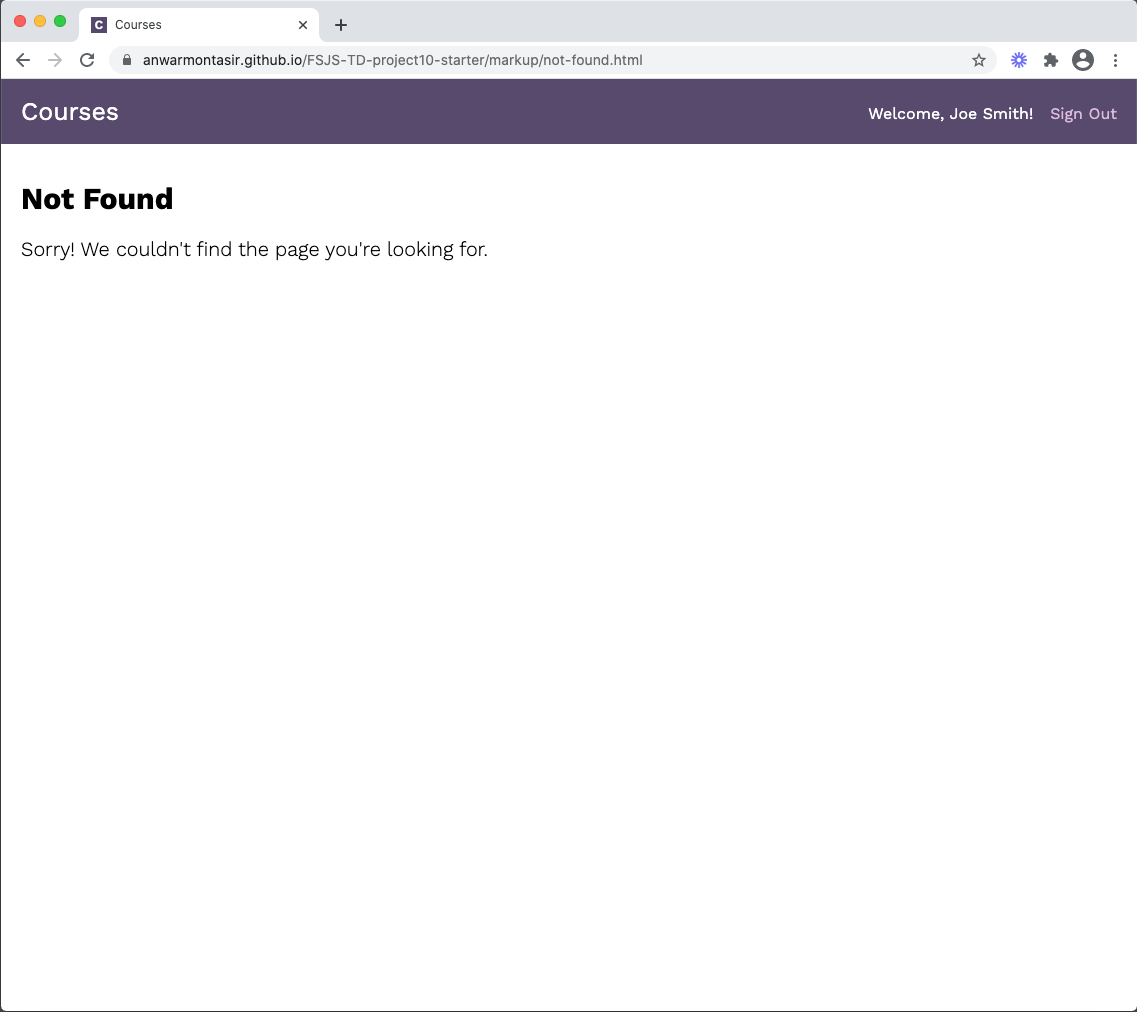 C Courses
anwarmontasir.github.io/FSJS-TD-project10-starter/markup/not-found.html
Courses Welcome, Joe Smith! Sign Out
Not Found
Sorry! We couldn't find the page you're looking for.